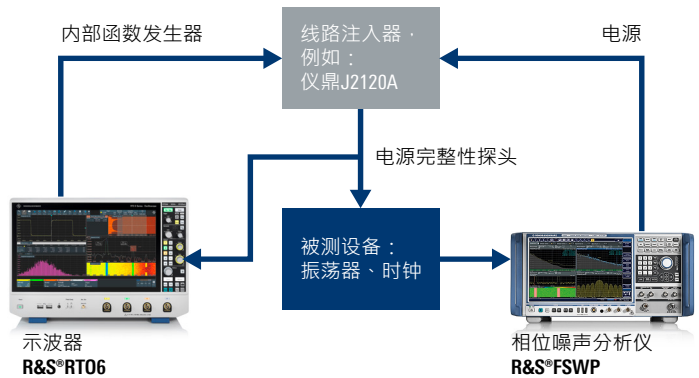 内部函数发生器
线路注入器，
例如：
仪鼎J2120A
电源
电源完整性探头
被测设备：
振荡器、时钟
示波器
R&S®RTO6
相位噪声分析仪
R&S®FSWP